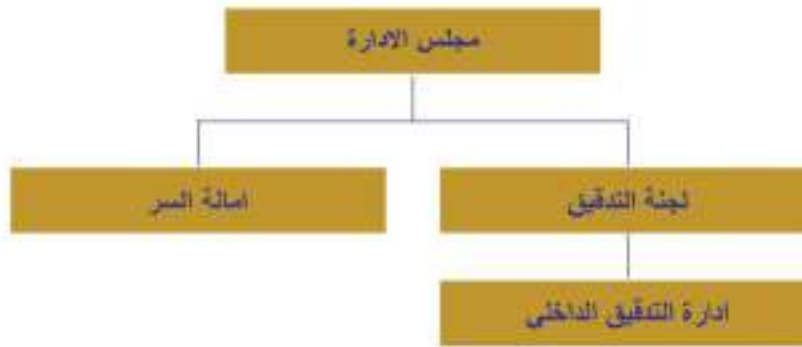 مجلس الادارة
لجنة التدقيق
امانة السر
ادارة التدقيق الداخلي